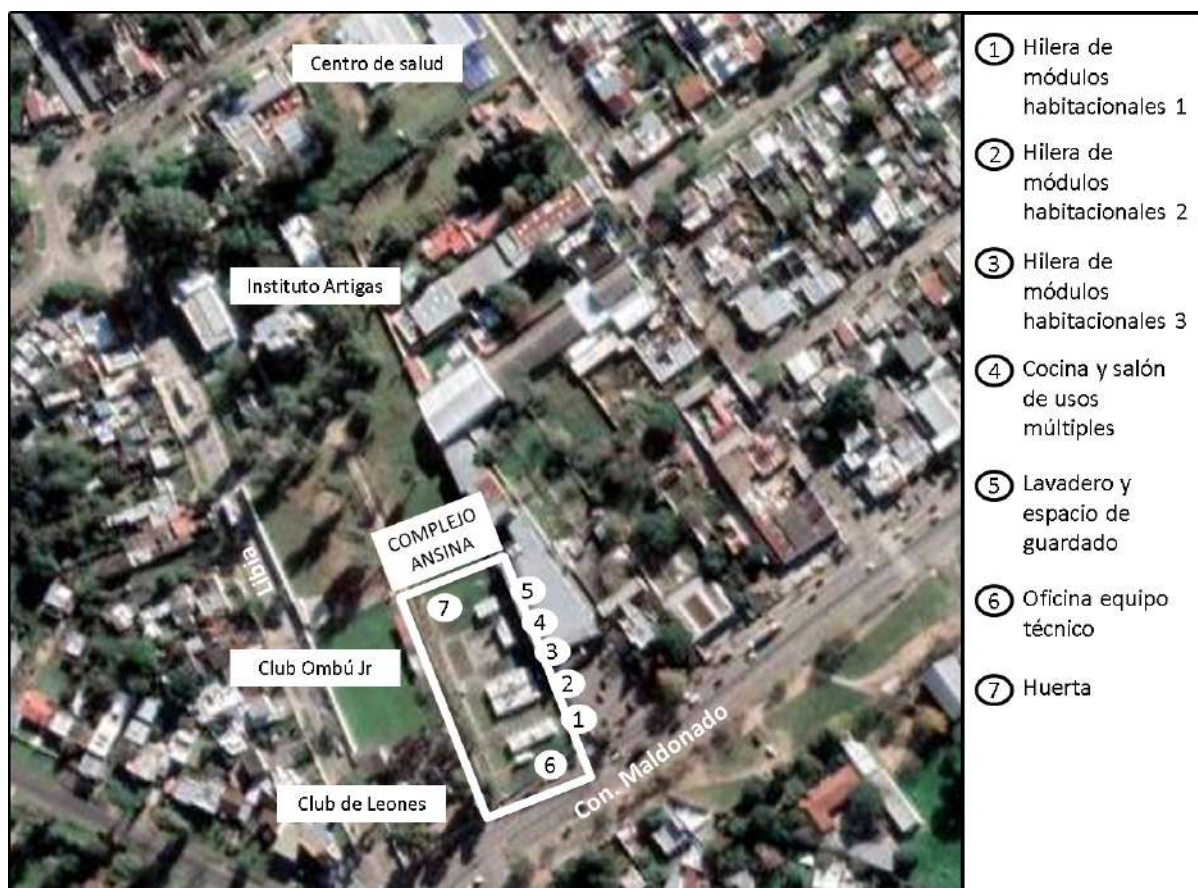 Centro de salud
Instituto Artigas
COMPLEJO
ANSINA
Libia
7
5
4
3
2
1
6
Club Ombú Jr
Club de Leones
Con. Maldonado
1 Hilera de
módulos
habitacionales 1
2 Hilera de
módulos
habitacionales 2
3 Hilera de
módulos
habitacionales 3
4 Cocina y salón
de usos
múltiples
5 Lavadero y
espacio de
guardado
6 Oficina equipo
técnico
7 Huerta